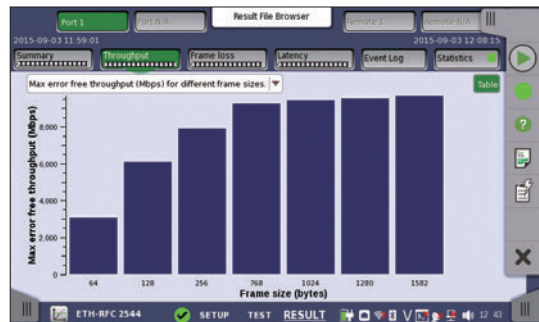 Port 1
Port N/A
Result File Browser
Remote 1
Remote N/A
2015-09-03 11:59:01
2015-09-03 12:08:15
Summary
Throughput
Frame loss
Latency
Event Log
Statistics
Max error free throughput (Mbps) for different frame sizes.
Table
Max error free throughput (Mbps)
8,000
6,000
4,000
2,000
0
64 128 256 768 1024 1280 1582
Frame size (bytes)
ETH-RFC 2544
SETUP
TEST
RESULT
12 43